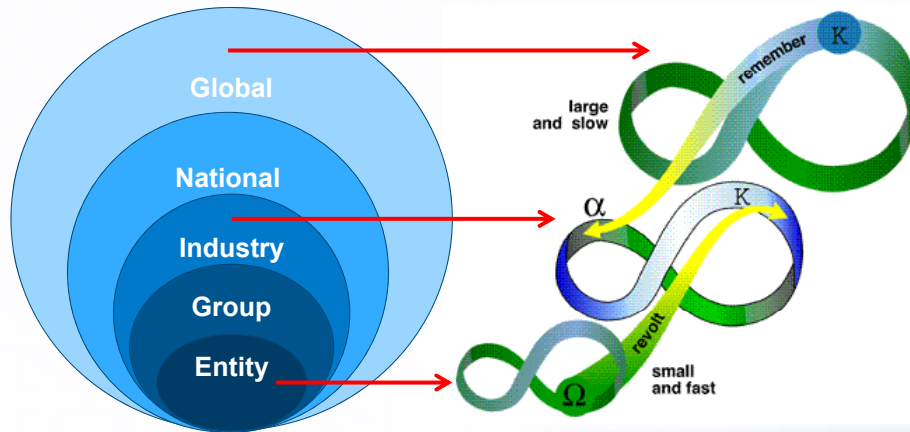 Global
National
Industry
Group
Entity
K
remember
large
and slow
α
K
revolt
small
and fast
Ω